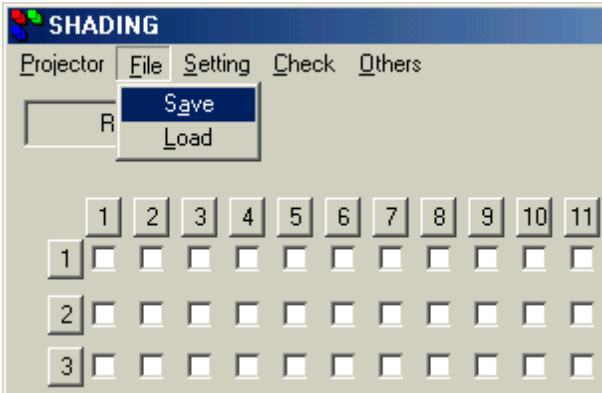 SHADING
Projector File Setting Check Others
Save
R
Load
1 2 3 4 5 6 7 8 9 10 11
1
2
3